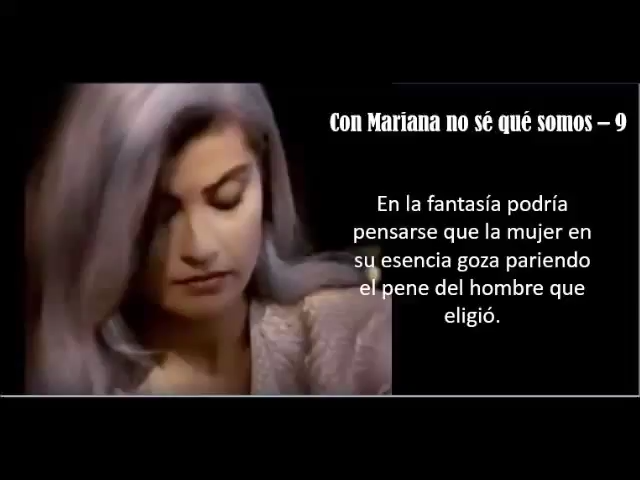 Con Mariana no sé qué somos – 9
En la fantasía podría
pensarse que la mujer en
su esencia goza pariendo
el pene del hombre que
eligió.